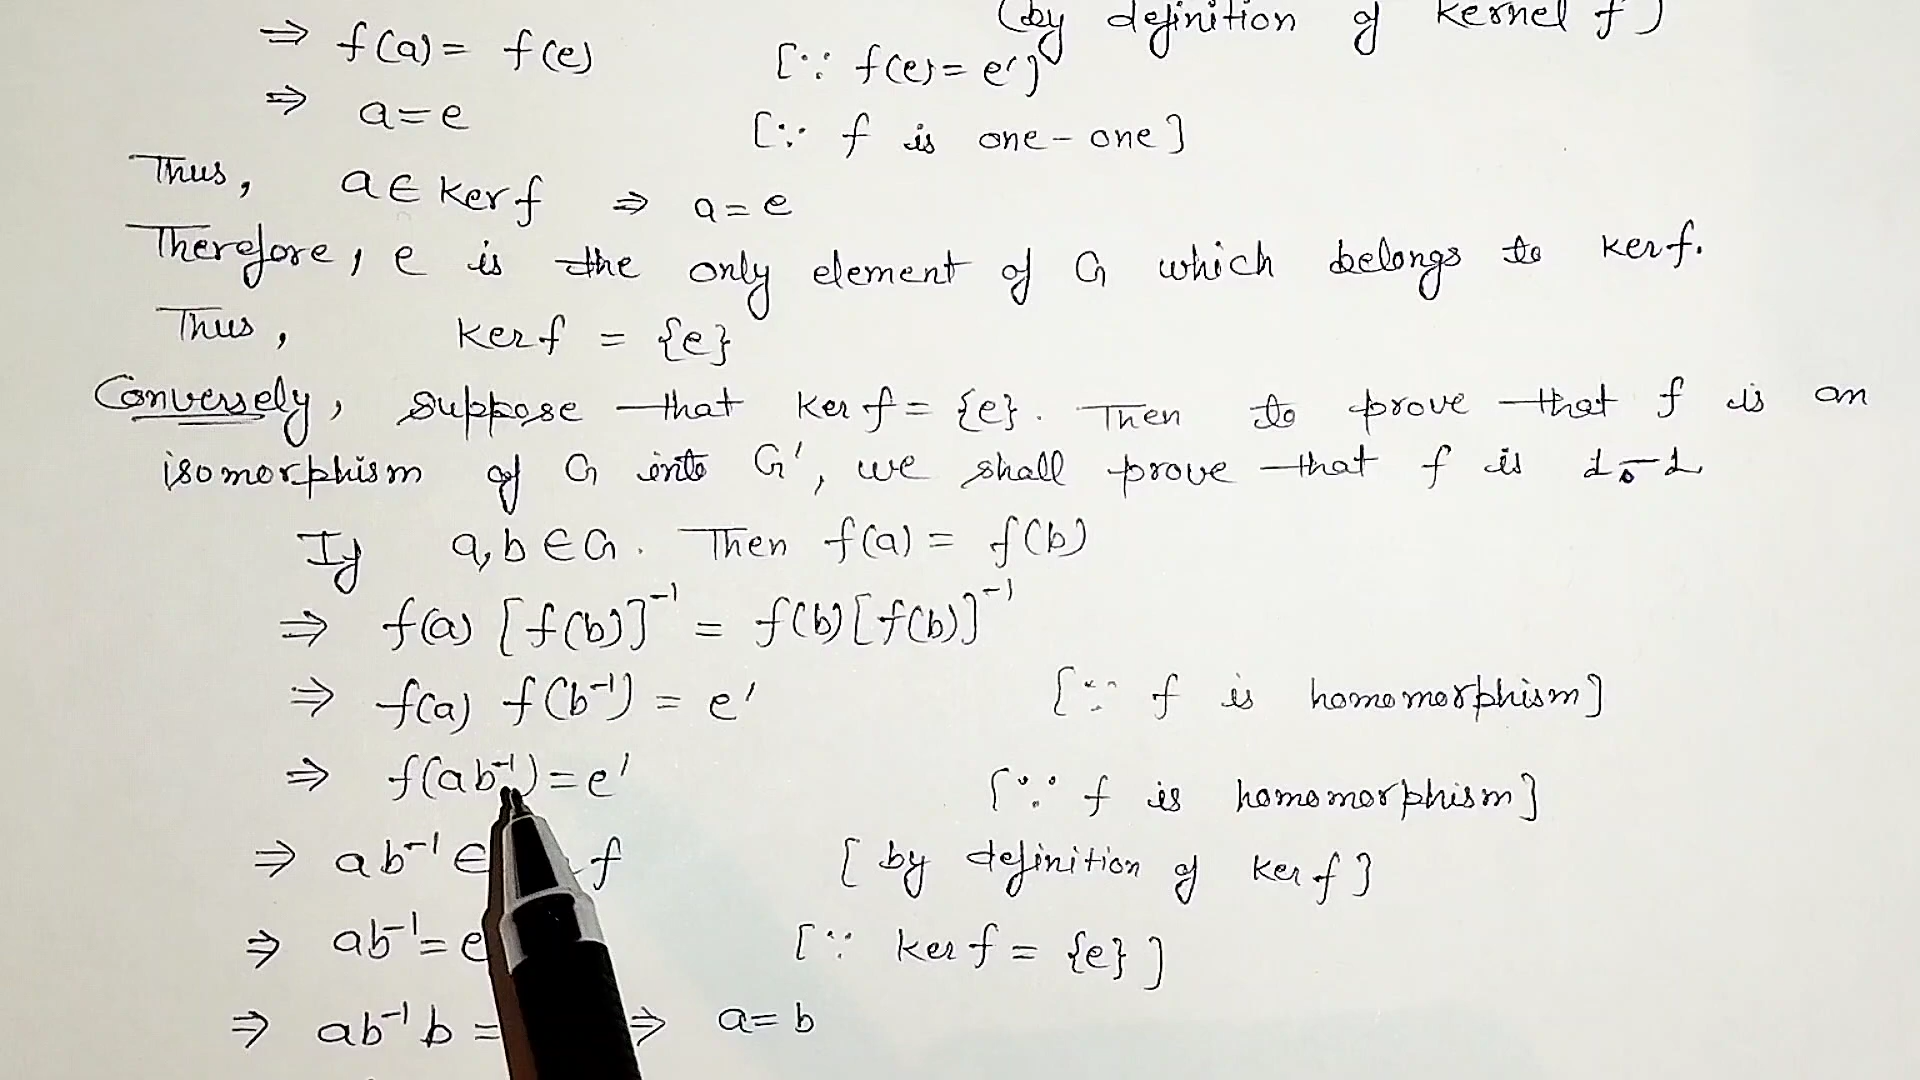 (by definition of Kernel f)
⇒ f(a) = f(e) [∵ f(e) = e']
⇒ a = e [∵ f is one-one]
Thus, a ∈ Ker f ⇒ a = e
Therefore, e is the only element of G which belongs to Ker f.
Thus, Ker f = {e}
Conversely, suppose that Ker f = {e}. Then to prove that f is an
isomorphism of G into G', we shall prove that f is 1-1
If a, b ∈ G. Then f(a) = f(b)
⇒ f(a) [f(b)]⁻¹ = f(b) [f(b)]⁻¹
⇒ f(a) f(b⁻¹) = e' [∵ f is homomorphism]
⇒ f(ab⁻¹) = e' [∵ f is homomorphism]
⇒ ab⁻¹ ∈ f [by definition of Ker f]
⇒ ab⁻¹ = e [∵ Ker f = {e}]
⇒ ab⁻¹b = ⇒ a = b